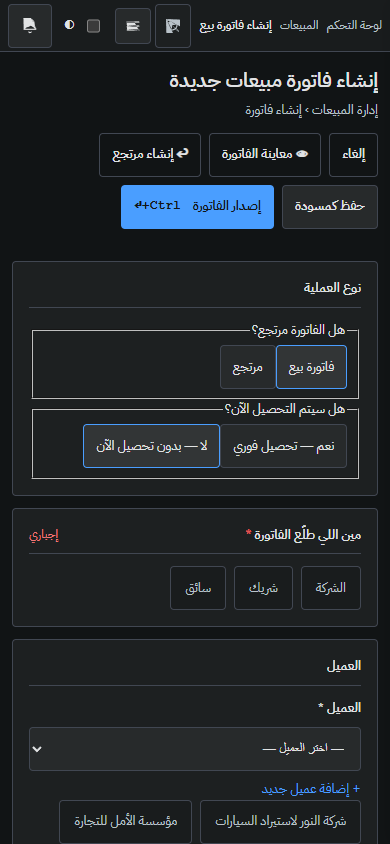 لوحة التحكم المبيعات إنشاء فاتورة بيع
إنشاء فاتورة مبيعات جديدة
إدارة المبيعات › إنشاء فاتورة
إلغاء
معاينة الفاتورة
إنشاء مرتجع
حفظ كمسودة
إصدار الفاتورة Ctrl+↵
نوع العملية
هل الفاتورة مرتجع؟
فاتورة بيع
مرتجع
هل سيتم التحصيل الآن؟
نعم — تحصيل فوري
لا — بدون تحصيل الآن
مين اللي طلّع الفاتورة *
إجباري
الشركة
شريك
سائق
العميل
العميل *
— اختر العميل —
+ إضافة عميل جديد
شركة النور لاستيراد السيارات
مؤسسة الأمل للتجارة